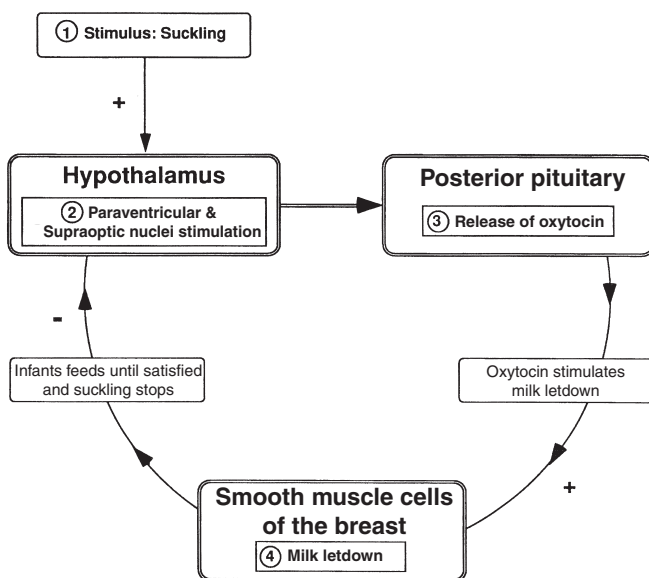 1 Stimulus: Suckling
+
Hypothalamus
2 Paraventricular &
Supraoptic nuclei stimulation
Posterior pituitary
3 Release of oxytocin
-
Infants feeds until satisfied
and suckling stops
Oxytocin stimulates
milk letdown
+
Smooth muscle cells
of the breast
4 Milk letdown